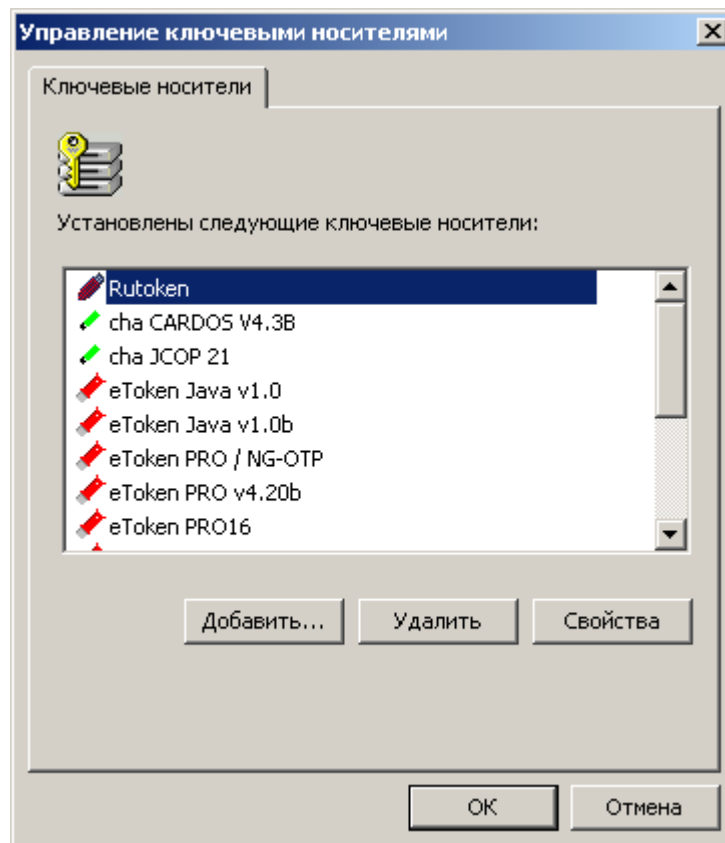 Управление ключевыми носителями
Ключевые носители
Установлены следующие ключевые носители:
Rutoken
cha CARDOS V4.3B
cha JCOP 21
eToken Java v1.0
eToken Java v1.0b
eToken PRO / NG-OTP
eToken PRO v4.20b
eToken PRO16
Добавить... Удалить Свойства
ОК Отмена